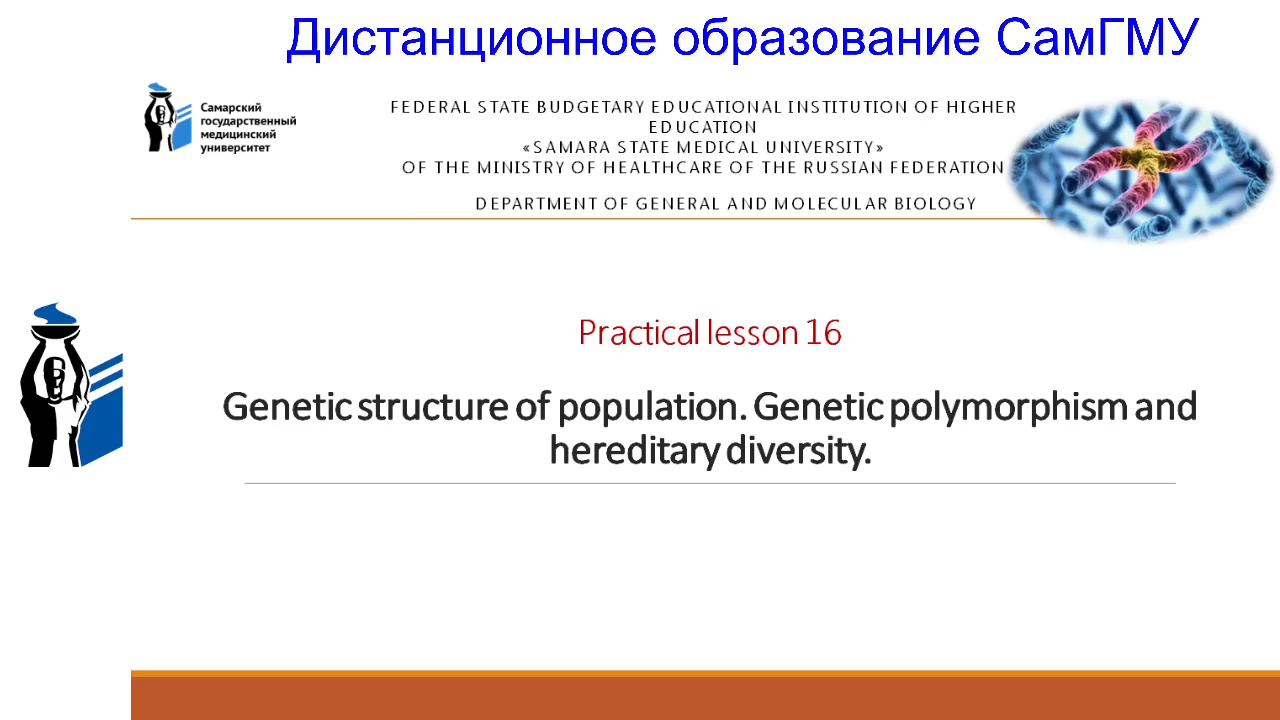 Дистанционное образование СамГМУ
Самарский
государственный
медицинский
университет
FEDERAL STATE BUDGETARY EDUCATIONAL INSTITUTION OF HIGHER
EDUCATION
«SAMARA STATE MEDICAL UNIVERSITY»
OF THE MINISTRY OF HEALTHCARE OF THE RUSSIAN FEDERATION
DEPARTMENT OF GENERAL AND MOLECULAR BIOLOGY
Practical lesson 16
Genetic structure of population. Genetic polymorphism and
hereditary diversity.